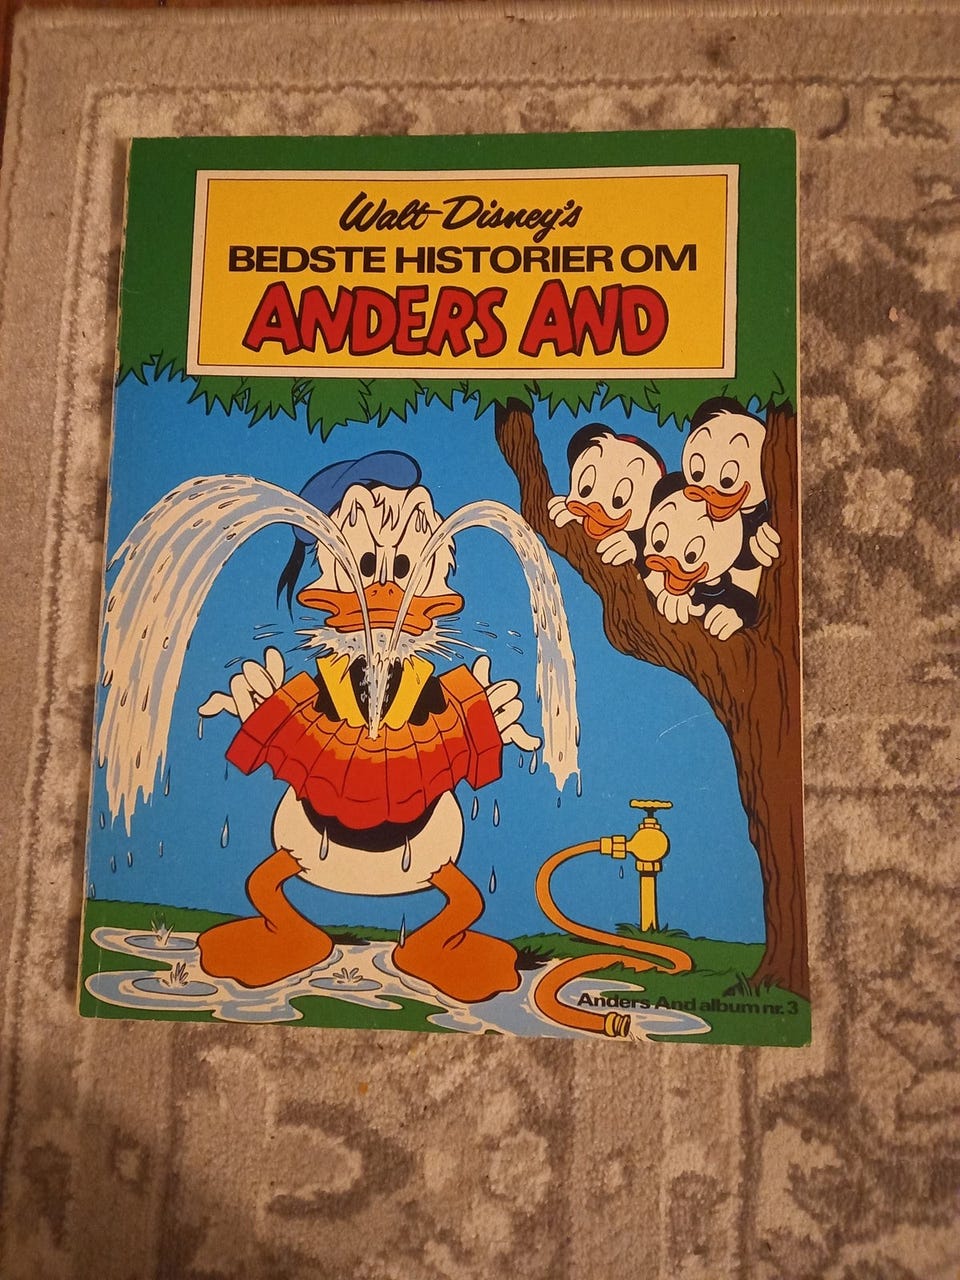 Walt Disney's
BEDSTE HISTORIER OM
ANDERS AND
Anders And album nr. 3